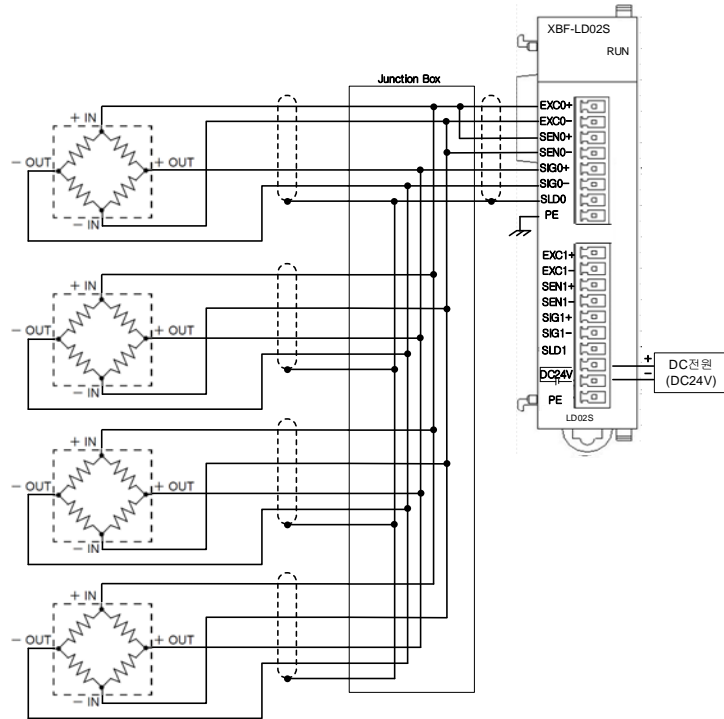 XBF-LD02S
RUN
Junction Box
+ IN
- OUT
+ OUT
- IN
EXC0+
EXC0-
SEN0+
SEN0-
SIG0+
SIG0-
SLD0
PE
+ IN
- OUT
+ OUT
- IN
EXC1+
EXC1-
SEN1+
SEN1-
SIG1+
SIG1-
SLD1
DC24V
PE
LD02S
+
-
DC전원
(DC24V)
+ IN
- OUT
+ OUT
- IN
+ IN
- OUT
+ OUT
- IN